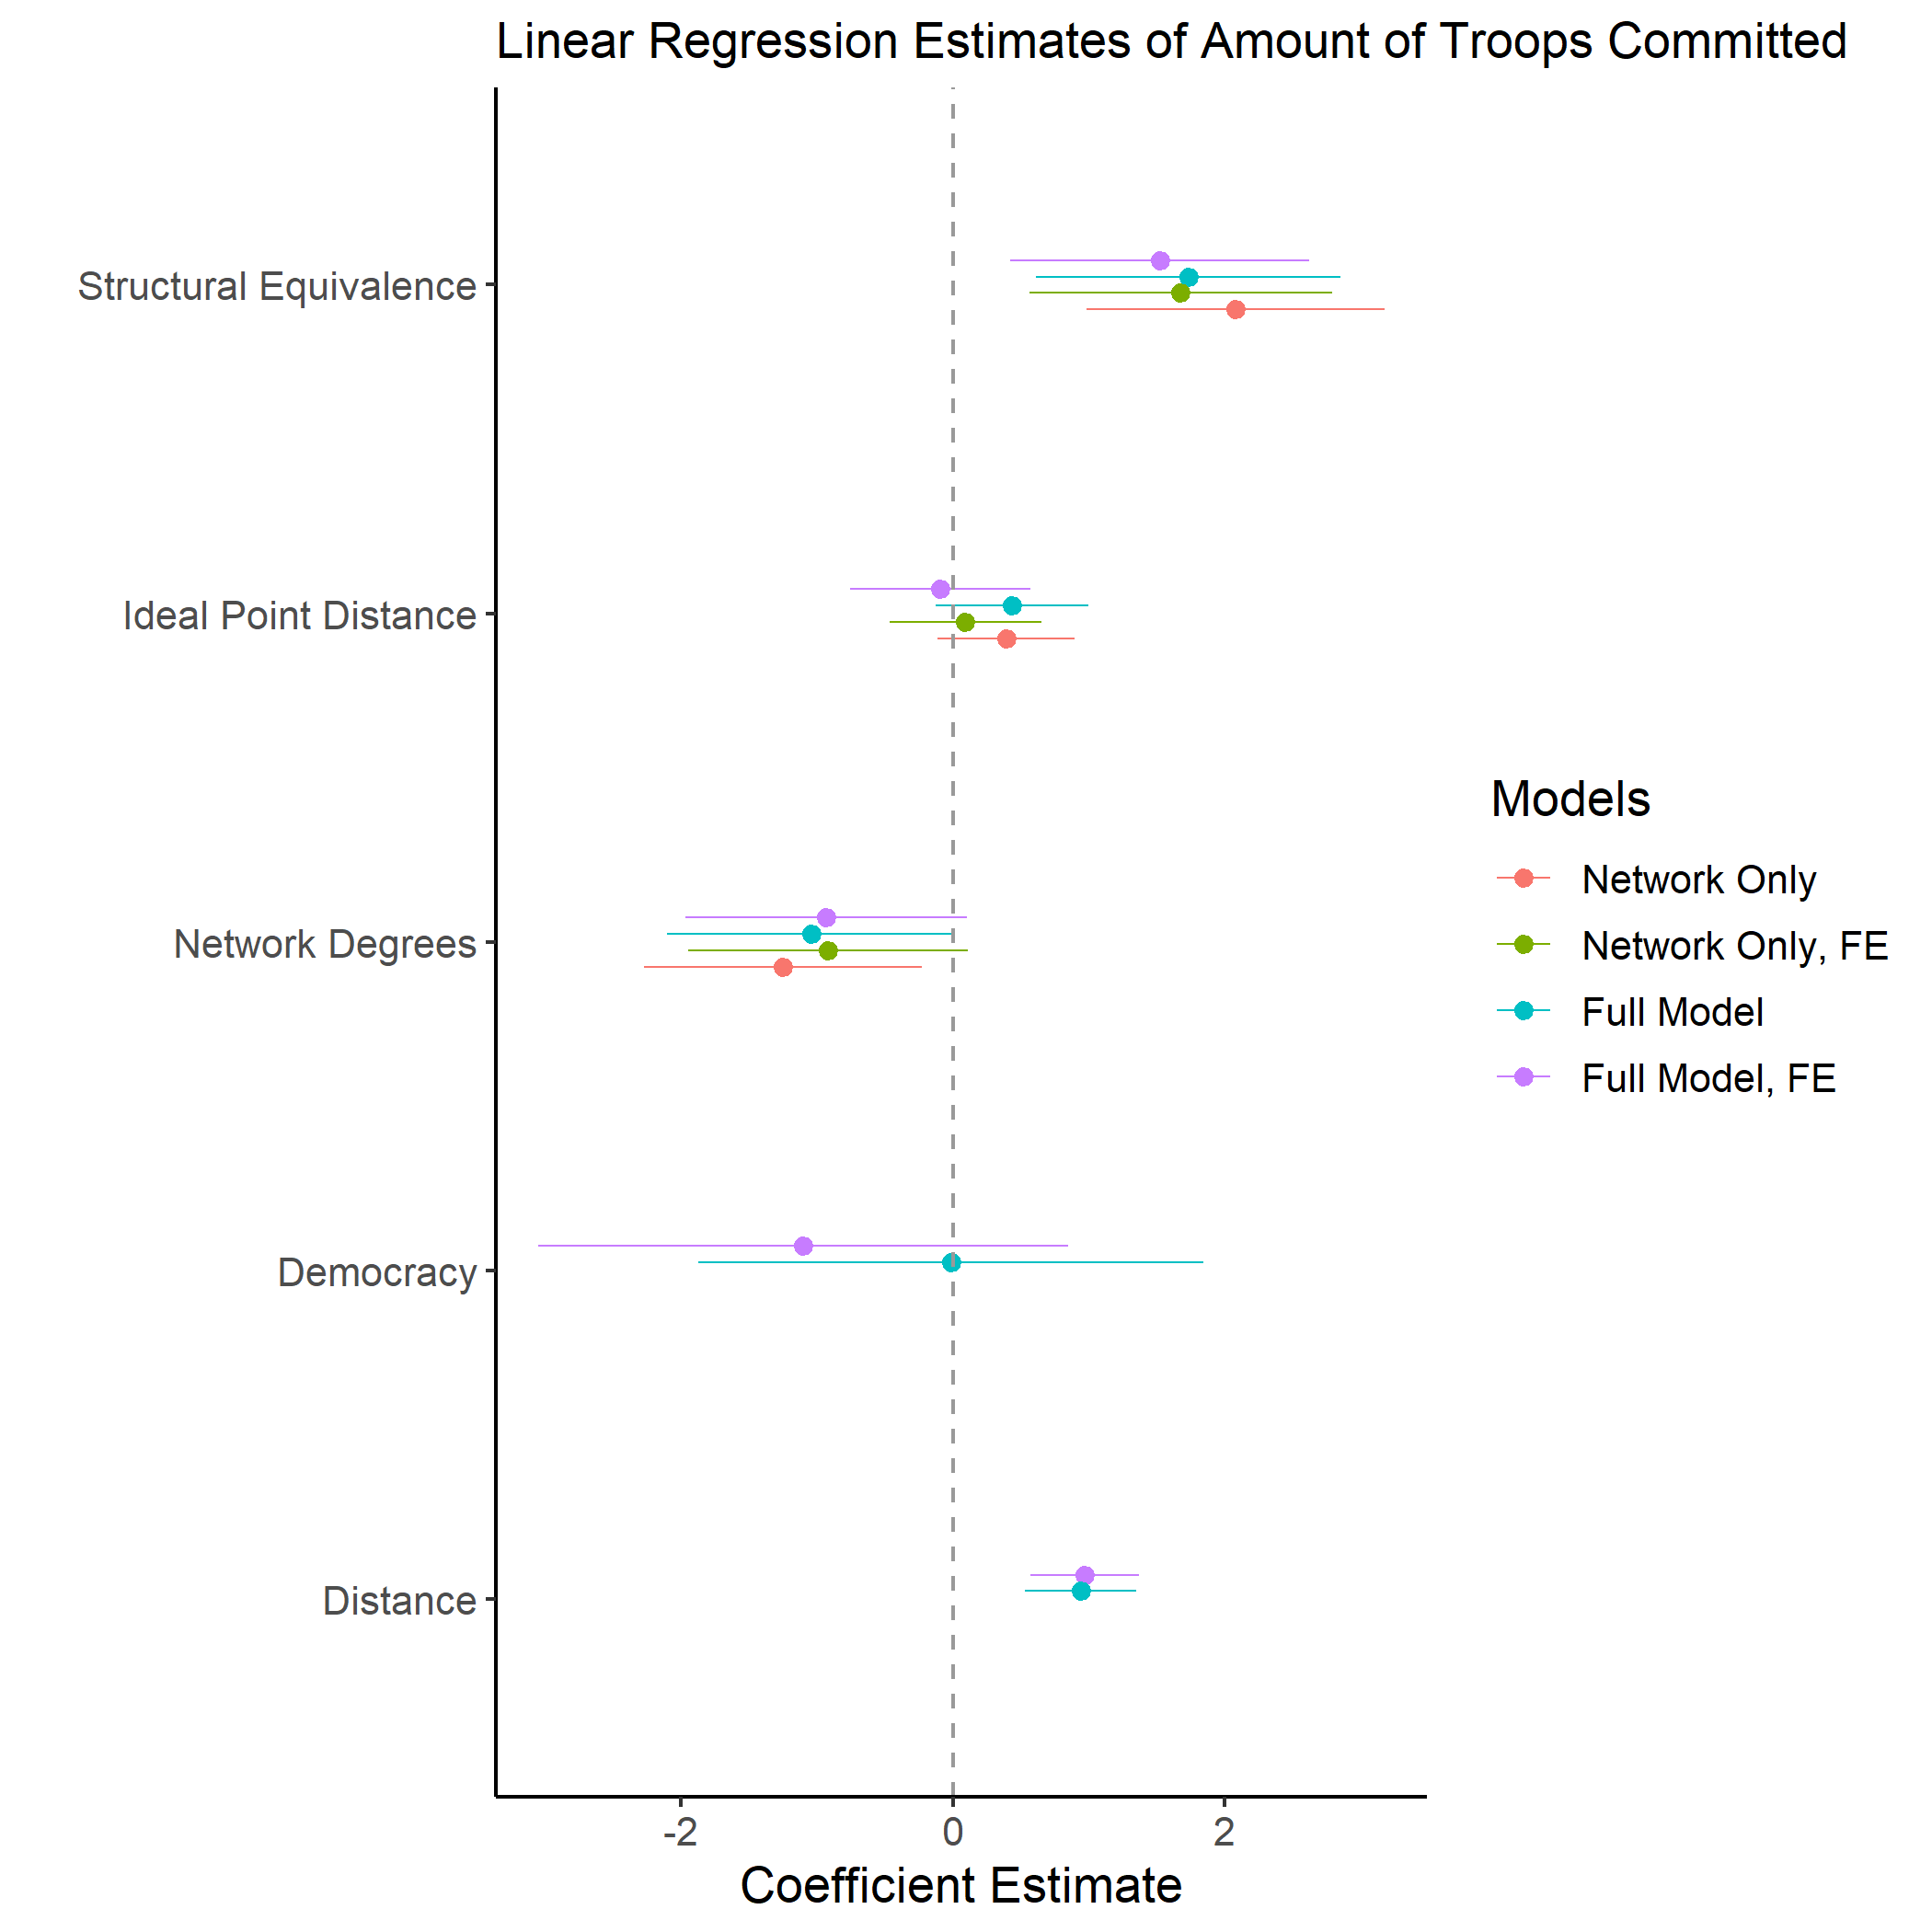 Linear Regression Estimates of Amount of Troops Committed
Structural Equivalence
Ideal Point Distance
Network Degrees
Democracy
Distance
-2
0
2
Coefficient Estimate
Models
Network Only
Network Only, FE
Full Model
Full Model, FE